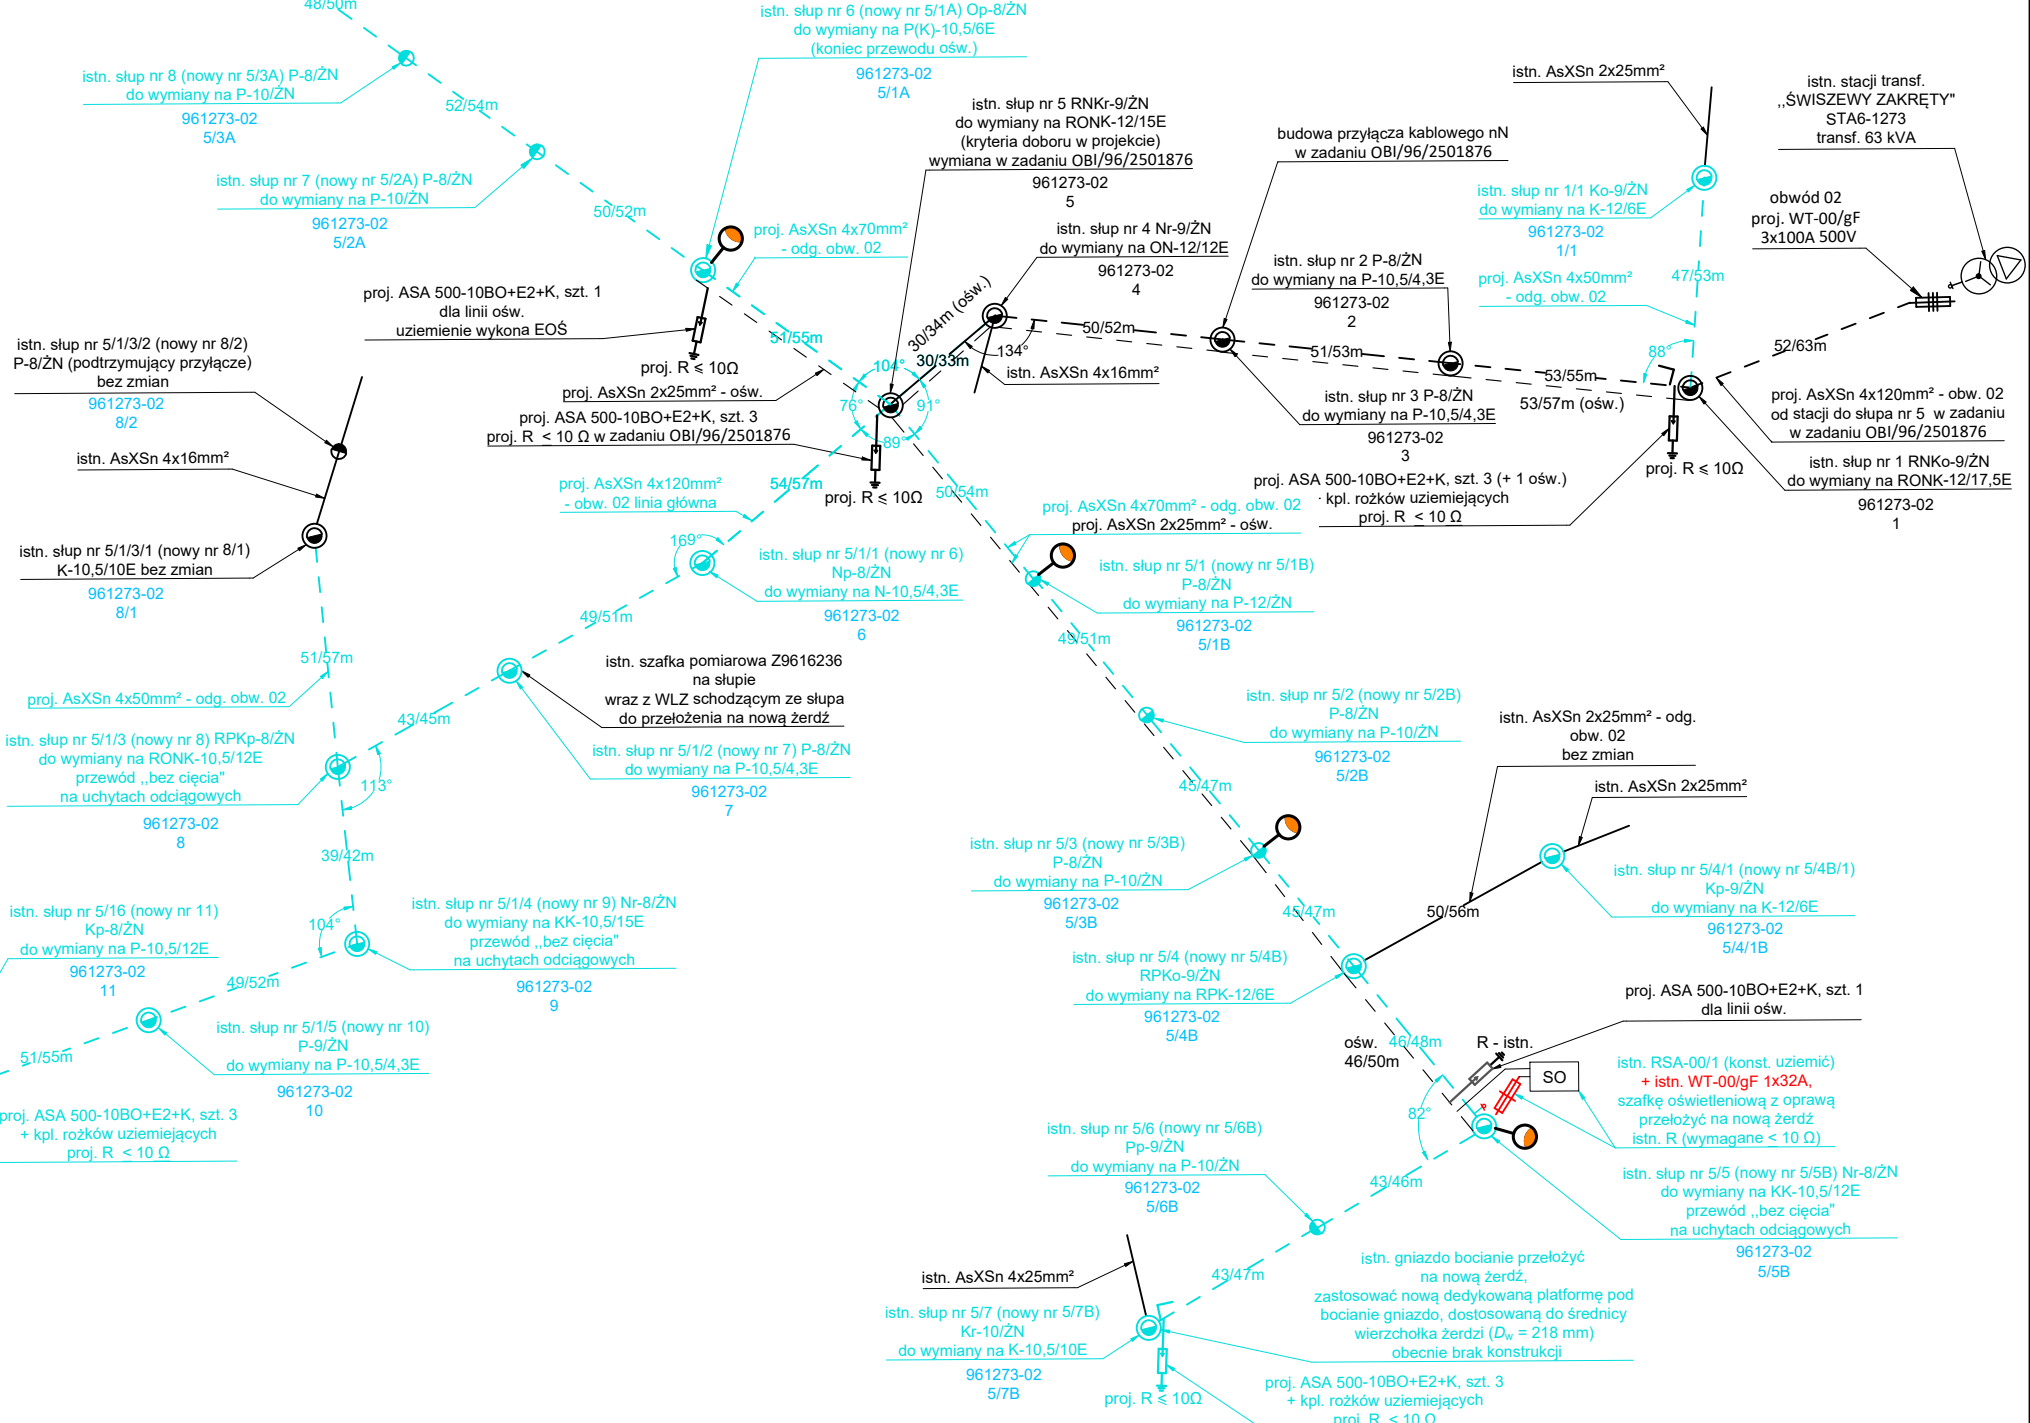 48/50m
istn. słup nr 8 (nowy nr 5/3A) P-8/ŻN
do wymiany na P-10/ŻN
961273-02
5/3A
52/54m
istn. słup nr 7 (nowy nr 5/2A) P-8/ŻN
do wymiany na P-10/ŻN
961273-02
5/2A
50/52m
istn. słup nr 6 (nowy nr 5/1A) Op-8/ŻN
do wymiany na P(K)-10,5/6E
(koniec przewodu ośw.)
961273-02
5/1A
proj. AsXSn 4x70mm²
- odg. obw. 02
istn. słup nr 5 RNKr-9/ŻN
do wymiany na RONK-12/15E
(kryteria doboru w projekcie)
wymiana w zadaniu OBI/96/2501876
961273-02
5
istn. słup nr 4 Nr-9/ŻN
do wymiany na ON-12/12E
961273-02
4
budowa przyłącza kablowego nN
w zadaniu OBI/96/2501876
istn. słup nr 2 P-8/ŻN
do wymiany na P-10,5/4,3E
961273-02
2
istn. AsXSn 2x25mm²
istn. słup nr 1/1 Ko-9/ŻN
do wymiany na K-12/6E
961273-02
1/1
proj. AsXSn 4x50mm²
- odg. obw. 02
47/53m
istn. stacji transf.
,,ŚWISZEWY ZAKRĘTY"
STA6-1273
transf. 63 kVA
obwód 02
proj. WT-00/gF
3x100A 500V
52/63m
88°
proj. AsXSn 4x120mm² - obw. 02
od stacji do słupa nr 5 w zadaniu
w zadaniu OBI/96/2501876
istn. słup nr 1 RNKo-9/ŻN
do wymiany na RONK-12/17,5E
961273-02
1
proj. R ⩽ 10Ω
53/55m
53/57m (ośw.)
51/53m
50/52m
istn. słup nr 3 P-8/ŻN
do wymiany na P-10,5/4,3E
961273-02
3
proj. ASA 500-10BO+E2+K, szt. 3 (+ 1 ośw.)
kpl. rożków uziemiejących
proj. R < 10 Ω
30/34m (ośw.)
30/33m
134°
istn. AsXSn 4x16mm²
proj. ASA 500-10BO+E2+K, szt. 1
dla linii ośw.
uziemienie wykona EOŚ
proj. R ⩽ 10Ω
51/55m
proj. AsXSn 2x25mm² - ośw.
104°
76°
91°
89°
proj. ASA 500-10BO+E2+K, szt. 3
proj. R < 10 Ω w zadaniu OBI/96/2501876
proj. R ⩽ 10Ω
istn. słup nr 5/1/3/2 (nowy nr 8/2)
P-8/ŻN (podtrzymujący przyłącze)
bez zmian
961273-02
8/2
istn. AsXSn 4x16mm²
istn. słup nr 5/1/3/1 (nowy nr 8/1)
K-10,5/10E bez zmian
961273-02
8/1
51/57m
proj. AsXSn 4x50mm² - odg. obw. 02
proj. AsXSn 4x120mm²
- obw. 02 linia główna
54/57m
169°
istn. słup nr 5/1/1 (nowy nr 6)
Np-8/ŻN
do wymiany na N-10,5/4,3E
961273-02
6
49/51m
istn. szafka pomiarowa Z9616236
na słupie
wraz z WLZ schodzącym ze słupa
do przełożenia na nową żerdź
43/45m
istn. słup nr 5/1/2 (nowy nr 7) P-8/ŻN
do wymiany na P-10,5/4,3E
961273-02
7
istn. słup nr 5/1/3 (nowy nr 8) RPKp-8/ŻN
do wymiany na RONK-10,5/12E
przewód ,,bez cięcia"
na uchytach odciągowych
961273-02
8
113°
39/42m
istn. słup nr 5/16 (nowy nr 11)
Kp-8/ŻN
do wymiany na P-10,5/12E
961273-02
11
104°
istn. słup nr 5/1/4 (nowy nr 9) Nr-8/ŻN
do wymiany na KK-10,5/15E
przewód ,,bez cięcia"
na uchytach odciągowych
961273-02
9
49/52m
istn. słup nr 5/1/5 (nowy nr 10)
P-9/ŻN
do wymiany na P-10,5/4,3E
961273-02
10
51/55m
proj. ASA 500-10BO+E2+K, szt. 3
+ kpl. rożków uziemiejących
proj. R < 10 Ω
50/54m
proj. AsXSn 4x70mm² - odg. obw. 02
proj. AsXSn 2x25mm² - ośw.
istn. słup nr 5/1 (nowy nr 5/1B)
P-8/ŻN
do wymiany na P-12/ŻN
961273-02
5/1B
49/51m
istn. słup nr 5/2 (nowy nr 5/2B)
P-8/ŻN
do wymiany na P-10/ŻN
961273-02
5/2B
45/47m
istn. AsXSn 2x25mm² - odg.
obw. 02
bez zmian
istn. AsXSn 2x25mm²
istn. słup nr 5/3 (nowy nr 5/3B)
P-8/ŻN
do wymiany na P-10/ŻN
961273-02
5/3B
45/47m
50/56m
istn. słup nr 5/4/1 (nowy nr 5/4B/1)
Kp-9/ŻN
do wymiany na K-12/6E
961273-02
5/4/1B
istn. słup nr 5/4 (nowy nr 5/4B)
RPKo-9/ŻN
do wymiany na RPK-12/6E
961273-02
5/4B
proj. ASA 500-10BO+E2+K, szt. 1
dla linii ośw.
ośw.
46/50m
46/48m
R - istn.
SO
istn. RSA-00/1 (konst. uziemić)
+ istn. WT-00/gF 1x32A,
szafkę oświetleniową z oprawą
przełożyć na nową żerdź
istn. R (wymagane < 10 Ω)
82°
istn. słup nr 5/6 (nowy nr 5/6B)
Pp-9/ŻN
do wymiany na P-10/ŻN
961273-02
5/6B
43/46m
istn. słup nr 5/5 (nowy nr 5/5B) Nr-8/ŻN
do wymiany na KK-10,5/12E
przewód ,,bez cięcia"
na uchytach odciągowych
961273-02
5/5B
istn. AsXSn 4x25mm²
43/47m
istn. słup nr 5/7 (nowy nr 5/7B)
Kr-10/ŻN
do wymiany na K-10,5/10E
961273-02
5/7B
istn. gniazdo bocianie przełożyć
na nową żerdź,
zastosować nową dedykowaną platformę pod
bocianie gniazdo, dostosowaną do średnicy
wierzchołka żerdzi (Dw = 218 mm)
obecnie brak konstrukcji
proj. R ⩽ 10Ω
proj. ASA 500-10BO+E2+K, szt. 3
+ kpl. rożków uziemiejących
proj. R < 10 Ω